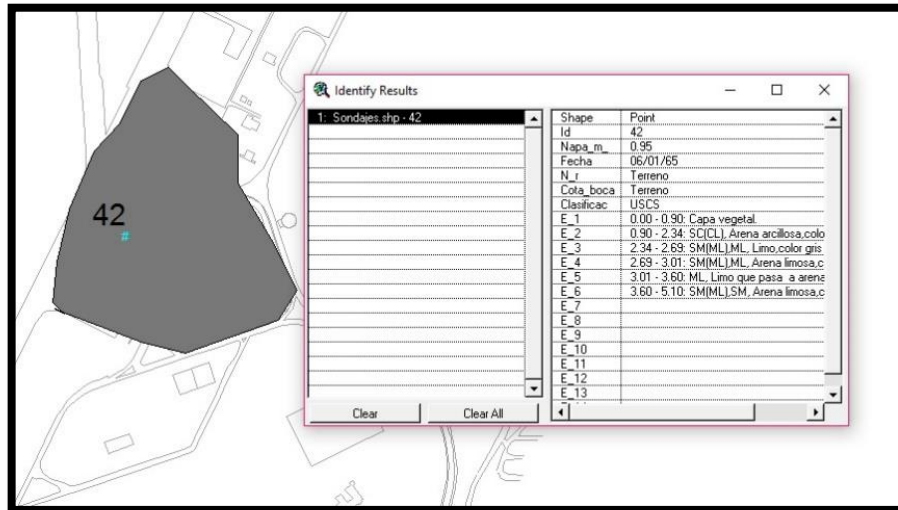 42
#
Identify Results
1: Sondajes.shp - 42
Shape Point
Id 42
Napa_m_ 0.95
Fecha 06/01/65
N_r Terreno
Cota_boca Terreno
Clasificac USCS
E_1 0.00 - 0.90: Capa vegetal.
E_2 0.90 - 2.34: SC(CL), Arena arcillosa,colo
E_3 2.34 - 2.69: SM(ML),ML, Limo,color gris
E_4 2.69 - 3.01: SM(ML),ML, Arena limosa,c
E_5 3.01 - 3.60: ML, Limo que pasa a arena
E_6 3.60 - 5.10: SM(ML),SM, Arena limosa,c
E_7
E_8
E_9
E_10
E_11
E_12
E_13
Clear Clear All